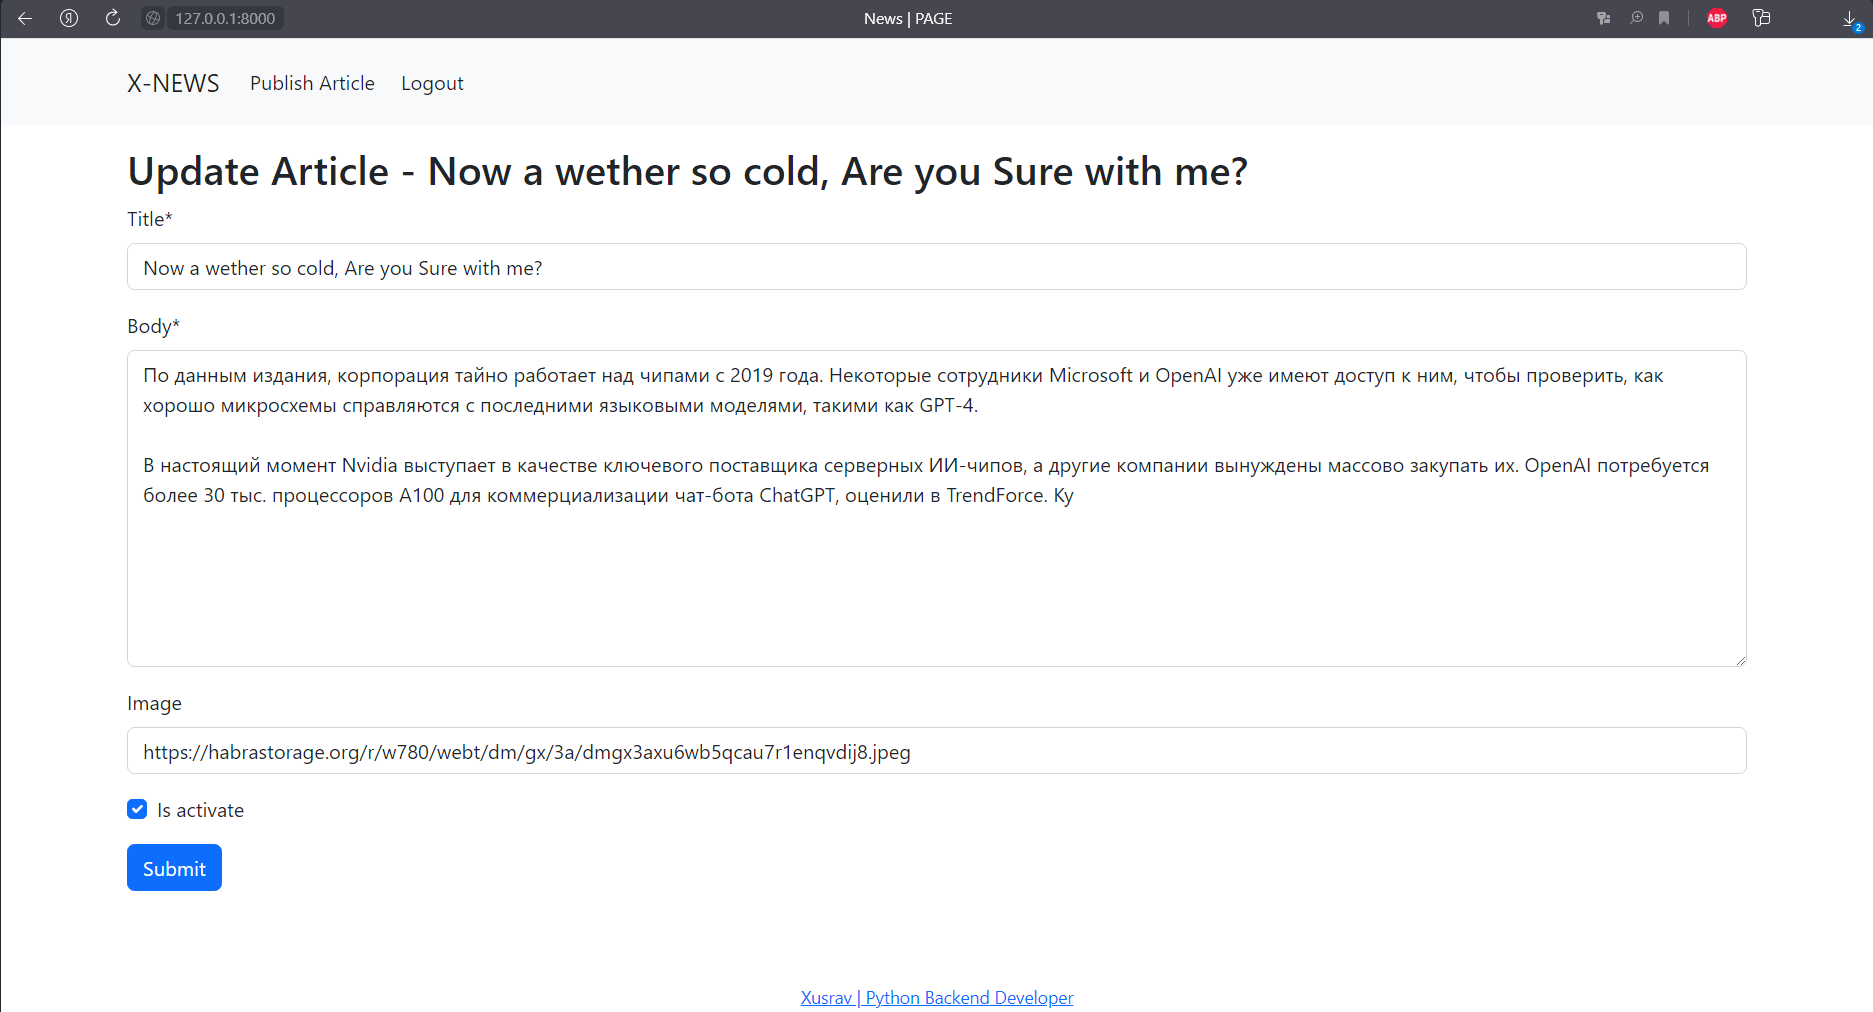 127.0.0.1:8000
News | PAGE
ABP
2
X-NEWS
Publish Article
Logout
Update Article - Now a wether so cold, Are you Sure with me?
Title*
Now a wether so cold, Are you Sure with me?
Body*
По данным издания, корпорация тайно работает над чипами с 2019 года. Некоторые сотрудники Microsoft и OpenAI уже имеют доступ к ним, чтобы проверить, как
хорошо микросхемы справляются с последними языковыми моделями, такими как GPT-4.
В настоящий момент Nvidia выступает в качестве ключевого поставщика серверных ИИ-чипов, а другие компании вынуждены массово закупать их. OpenAI потребуется
более 30 тыс. процессоров A100 для коммерциализации чат-бота ChatGPT, оценили в TrendForce. Ку
Image
https://habrastorage.org/r/w780/webt/dm/gx/3a/dmgx3axu6wb5qcau7r1enqvdij8.jpeg
Is activate
Submit
Xusrav | Python Backend Developer